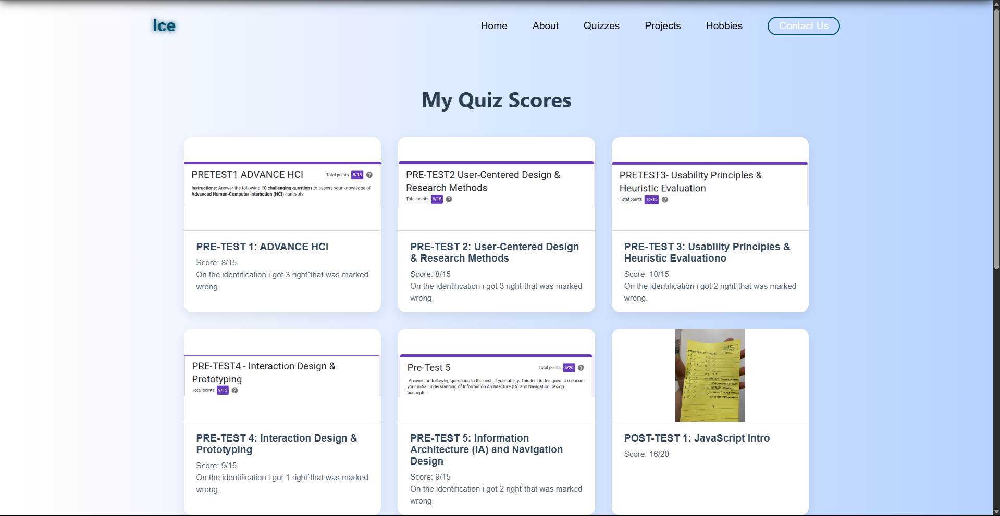 Ice
Home
About
Quizzes
Projects
Hobbies
Contact Us
My Quiz Scores
PRETEST1 ADVANCE HCI
Total points 5/15 ?
Instructions: Answer the following 10 challenging questions to assess your knowledge of
Advanced Human-Computer Interaction (HCI) concepts.
PRE-TEST 1: ADVANCE HCI
Score: 8/15
On the identification i got 3 right`that was marked
wrong.
PRE-TEST2 User-Centered Design &
Research Methods
Total points 8/15 ?
PRE-TEST 2: User-Centered Design
& Research Methods
Score: 8/15
On the identification i got 3 right`that was marked
wrong.
PRETEST3- Usability Principles &
Heuristic Evaluation
Total points 10/15 ?
PRE-TEST 3: Usability Principles &
Heuristic Evaluationo
Score: 10/15
On the identification i got 2 right`that was marked
wrong.
PRE-TEST4 - Interaction Design &
Prototyping
Total points 9/15 ?
PRE-TEST 4: Interaction Design &
Prototyping
Score: 9/15
On the identification i got 1 right`that was marked
wrong.
Pre-Test 5
Total points 8/20 ?
Answer the following questions to the best of your ability. This test is designed to measure
your initial understanding of Information Architecture (IA) and Navigation Design
concepts.
PRE-TEST 5: Information
Architecture (IA) and Navigation
Design
Score: 9/15
On the identification i got 2 right`that was marked
wrong.
POST-TEST 1: JavaScript Intro
Score: 16/20